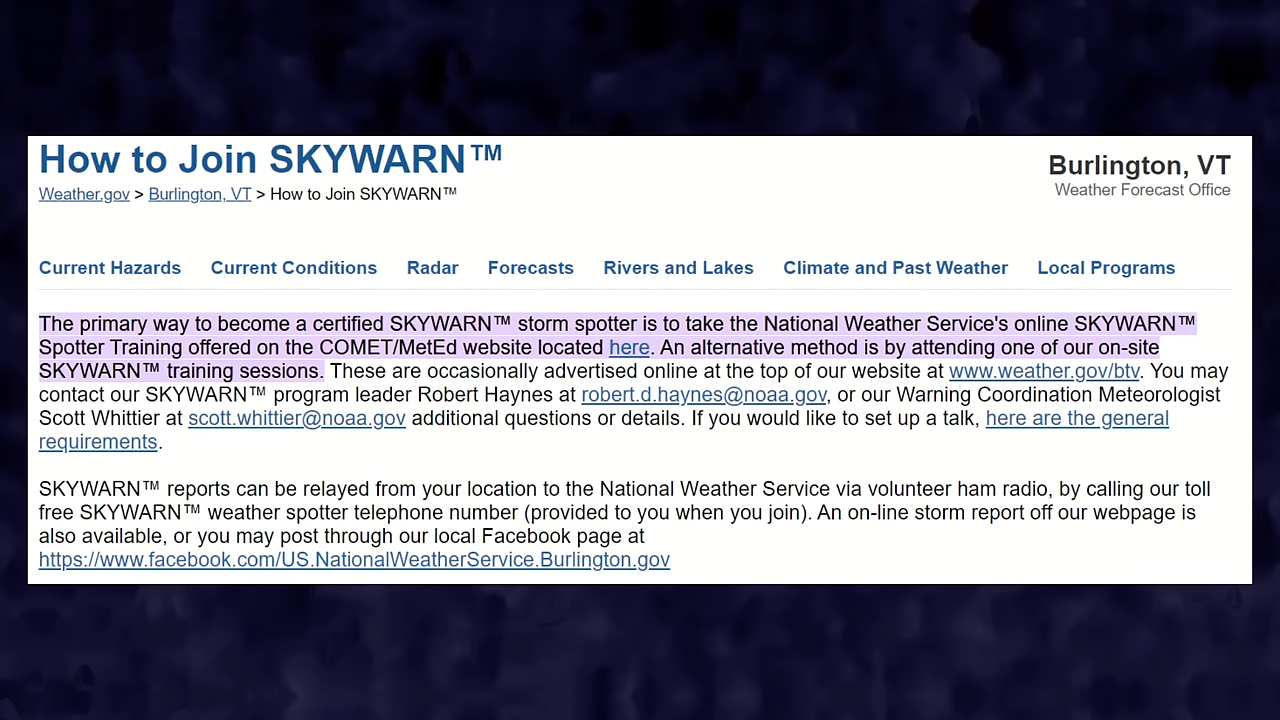 How to Join SKYWARN™
Burlington, VT
Weather.gov > Burlington, VT > How to Join SKYWARN™
Weather Forecast Office
Current Hazards Current Conditions Radar Forecasts Rivers and Lakes Climate and Past Weather Local Programs
The primary way to become a certified SKYWARN™ storm spotter is to take the National Weather Service's online SKYWARN™
Spotter Training offered on the COMET/MetEd website located here. An alternative method is by attending one of our on-site
SKYWARN™ training sessions. These are occasionally advertised online at the top of our website at www.weather.gov/btv. You may
contact our SKYWARN™ program leader Robert Haynes at robert.d.haynes@noaa.gov, or our Warning Coordination Meteorologist
Scott Whittier at scott.whittier@noaa.gov additional questions or details. If you would like to set up a talk, here are the general
requirements.
SKYWARN™ reports can be relayed from your location to the National Weather Service via volunteer ham radio, by calling our toll
free SKYWARN™ weather spotter telephone number (provided to you when you join). An on-line storm report off our webpage is
also available, or you may post through our local Facebook page at
https://www.facebook.com/US.NationalWeatherService.Burlington.gov